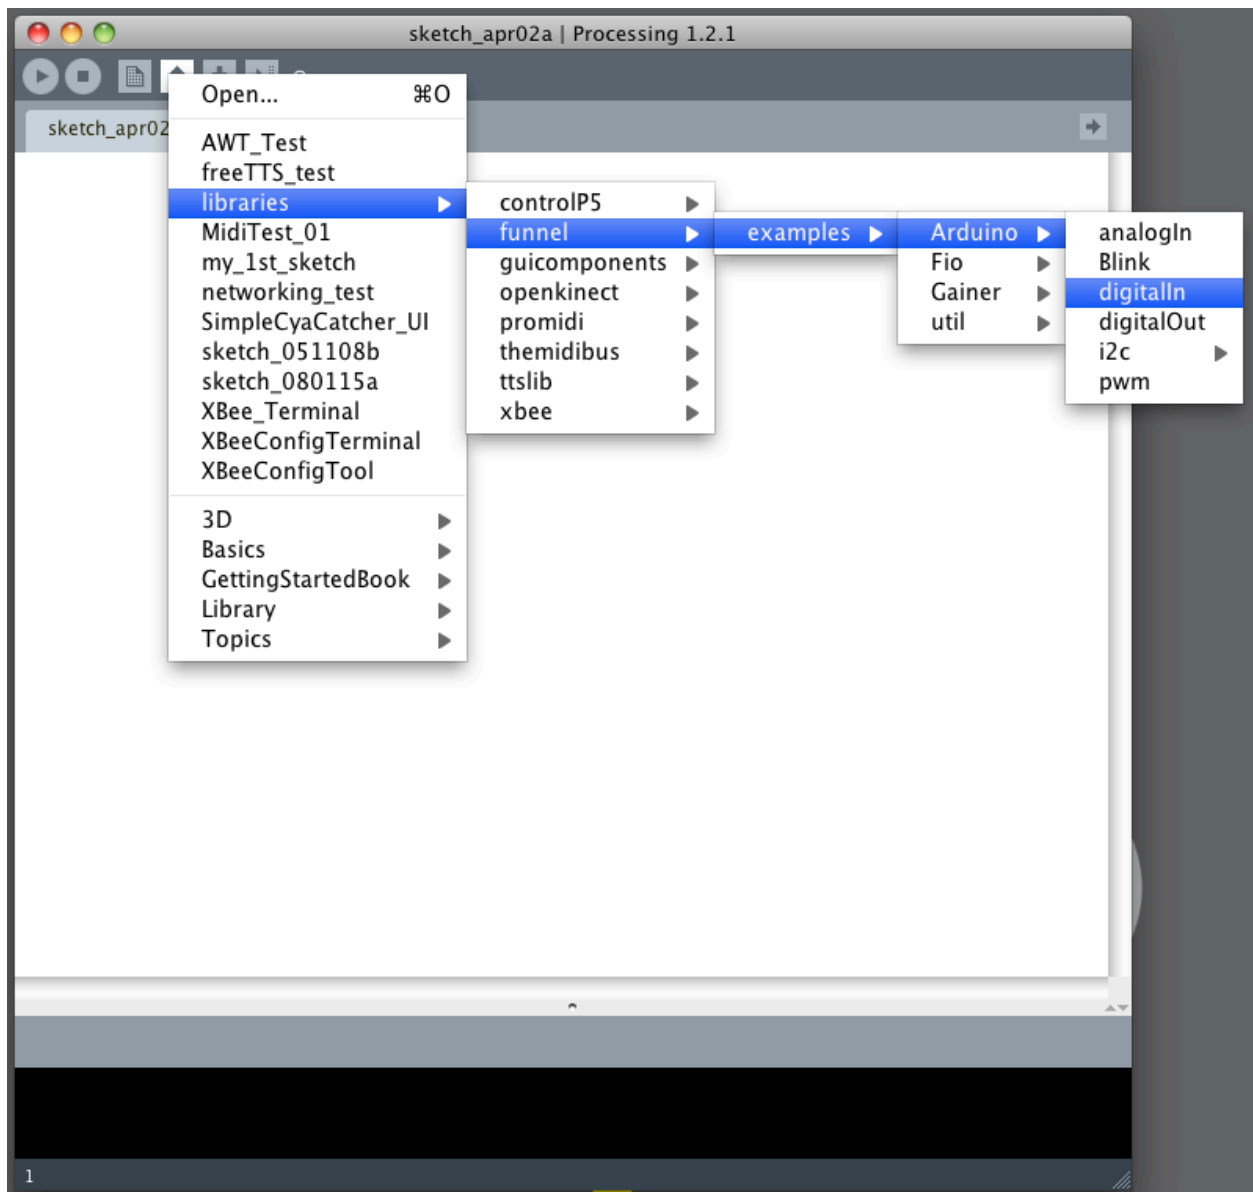 sketch_apr02a | Processing 1.2.1
Open... ⌘O
sketch_apr02
AWT_Test
freeTTS_test
libraries
MidiTest_01
my_1st_sketch
networking_test
SimpleCyaCatcher_UI
sketch_051108b
sketch_080115a
XBee_Terminal
XBeeConfigTerminal
XBeeConfigTool
3D
Basics
GettingStartedBook
Library
Topics
controlP5
funnel
guicomponents
openkinect
promidi
themidibus
ttslib
xbee
examples
Arduino
Fio
Gainer
util
analogIn
Blink
digitalIn
digitalOut
i2c
pwm
1